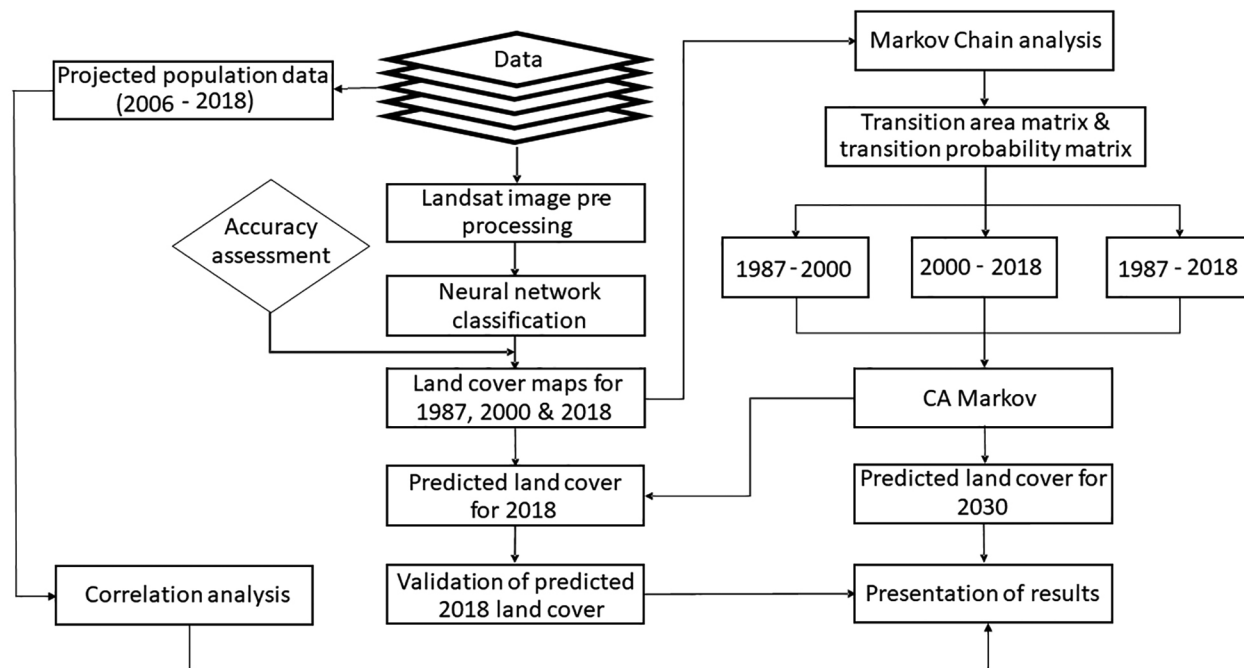 Data
Projected population data
(2006 - 2018)
Landsat image pre-
processing
Accuracy
assessment
Neural network
classification
Land cover maps for
1987, 2000 & 2018
Predicted land cover
for 2018
Validation of predicted
2018 land cover
Correlation analysis
Markov Chain analysis
Transition area matrix &
transition probability matrix
1987 - 2000
2000 - 2018
1987 - 2018
CA Markov
Predicted land cover for
2030
Presentation of results